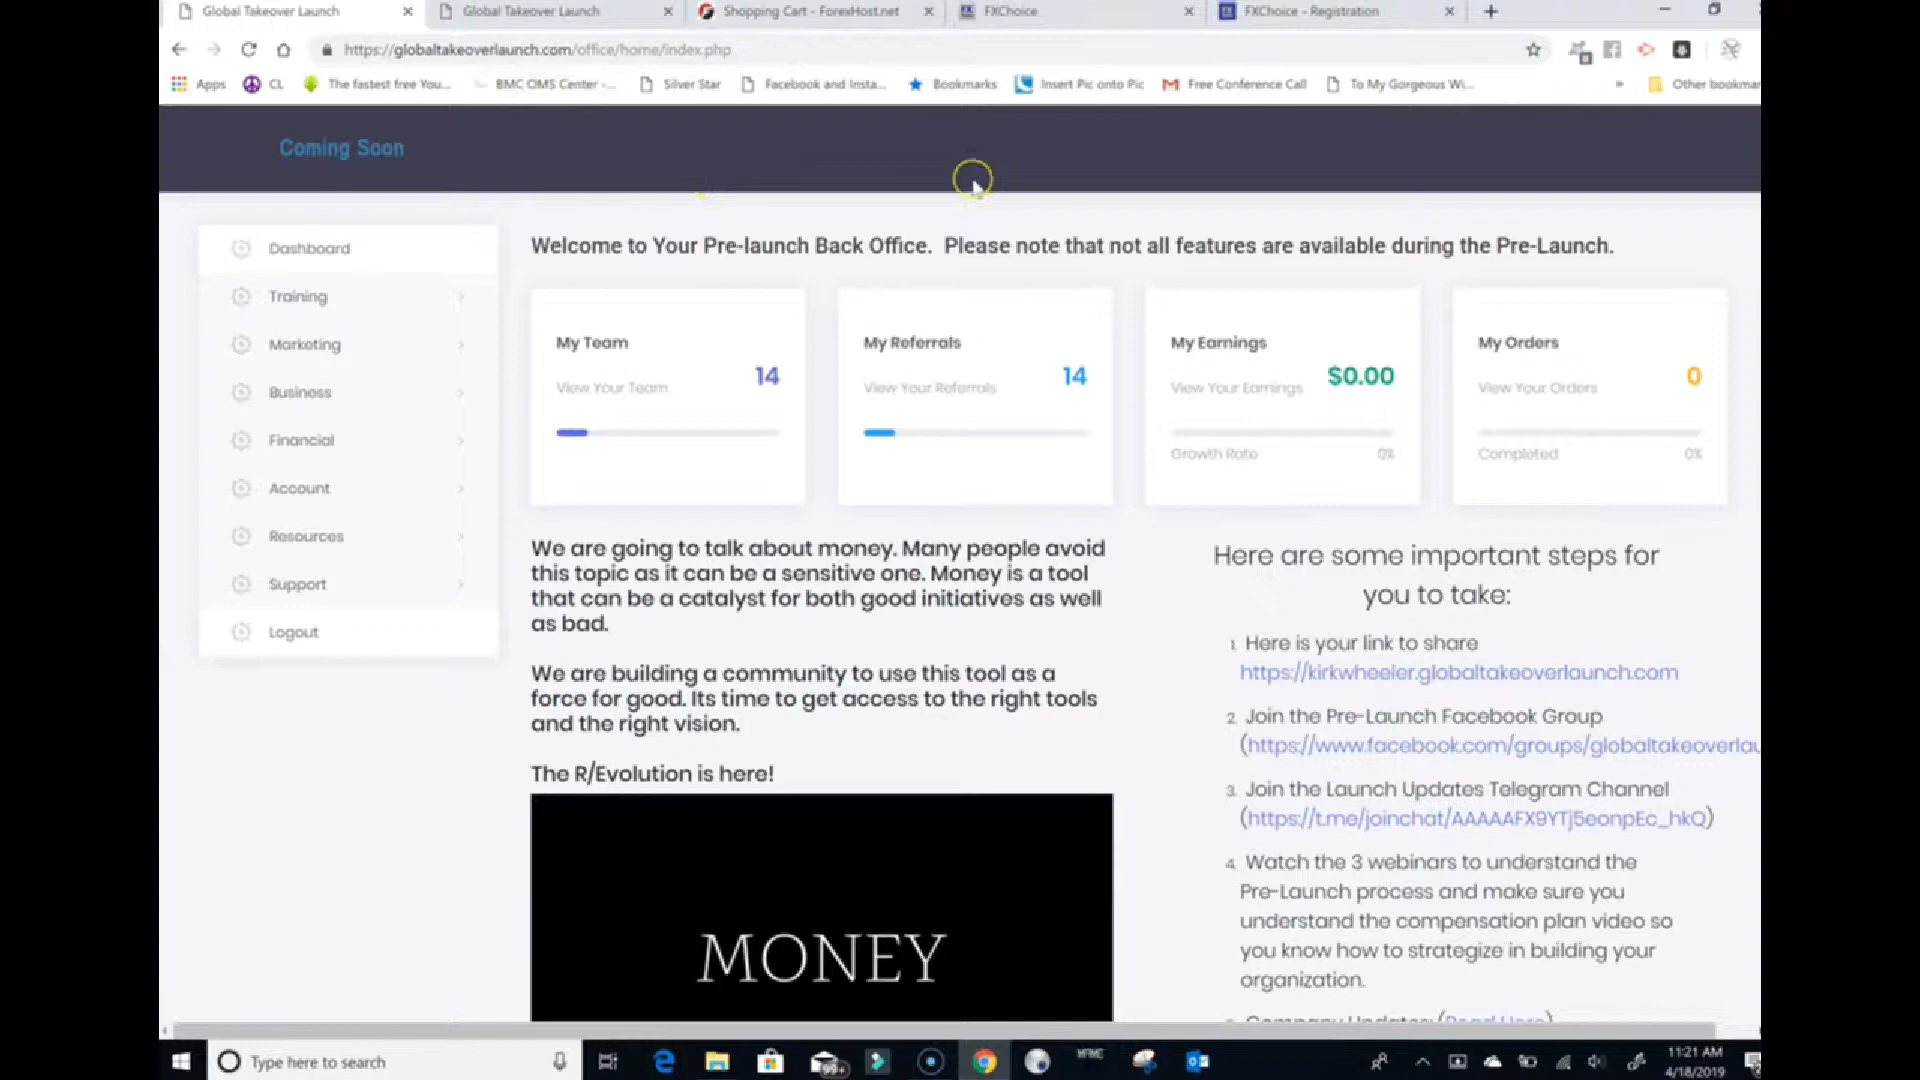 Global Takeover Launch
Global Takeover Launch
Shopping Cart - ForexHost.net
FXChoice
FXChoice - Registration
https://globaltakeoverlaunch.com/office/home/index.php
Apps
CL
The fastest free You...
BMC OMS Center -...
Silver Star
Facebook and Insta...
Bookmarks
Insert Pic onto Pic
Free Conference Call
To My Gorgeous Wi...
»
Other bookmar
Coming Soon
Dashboard
Training
Marketing
Business
Financial
Account
Resources
Support
Logout
Welcome to Your Pre-launch Back Office. Please note that not all features are available during the Pre-Launch.
My Team
View Your Team
14
My Referrals
View Your Referrals
14
My Earnings
View Your Earnings
$0.00
Growth Rate
0%
My Orders
View Your Orders
0
Completed
0%
We are going to talk about money. Many people avoid
this topic as it can be a sensitive one. Money is a tool
that can be a catalyst for both good initiatives as well
as bad.
We are building a community to use this tool as a
force for good. Its time to get access to the right tools
and the right vision.
The R/Evolution is here!
MONEY
Here are some important steps for
you to take:
1. Here is your link to share
https://kirkwheeler.globaltakeoverlaunch.com
2. Join the Pre-Launch Facebook Group
(https://www.facebook.com/groups/globaltakeoverlau
3. Join the Launch Updates Telegram Channel
(https://t.me/joinchat/AAAAAFX9YTj5eonpEc_hkQ)
4. Watch the 3 webinars to understand the
Pre-Launch process and make sure you
understand the compensation plan video so
you know how to strategize in building your
organization.
Company Updates: (Read Here)
Type here to search
99+
MFMC
11:21 AM
4/18/2019